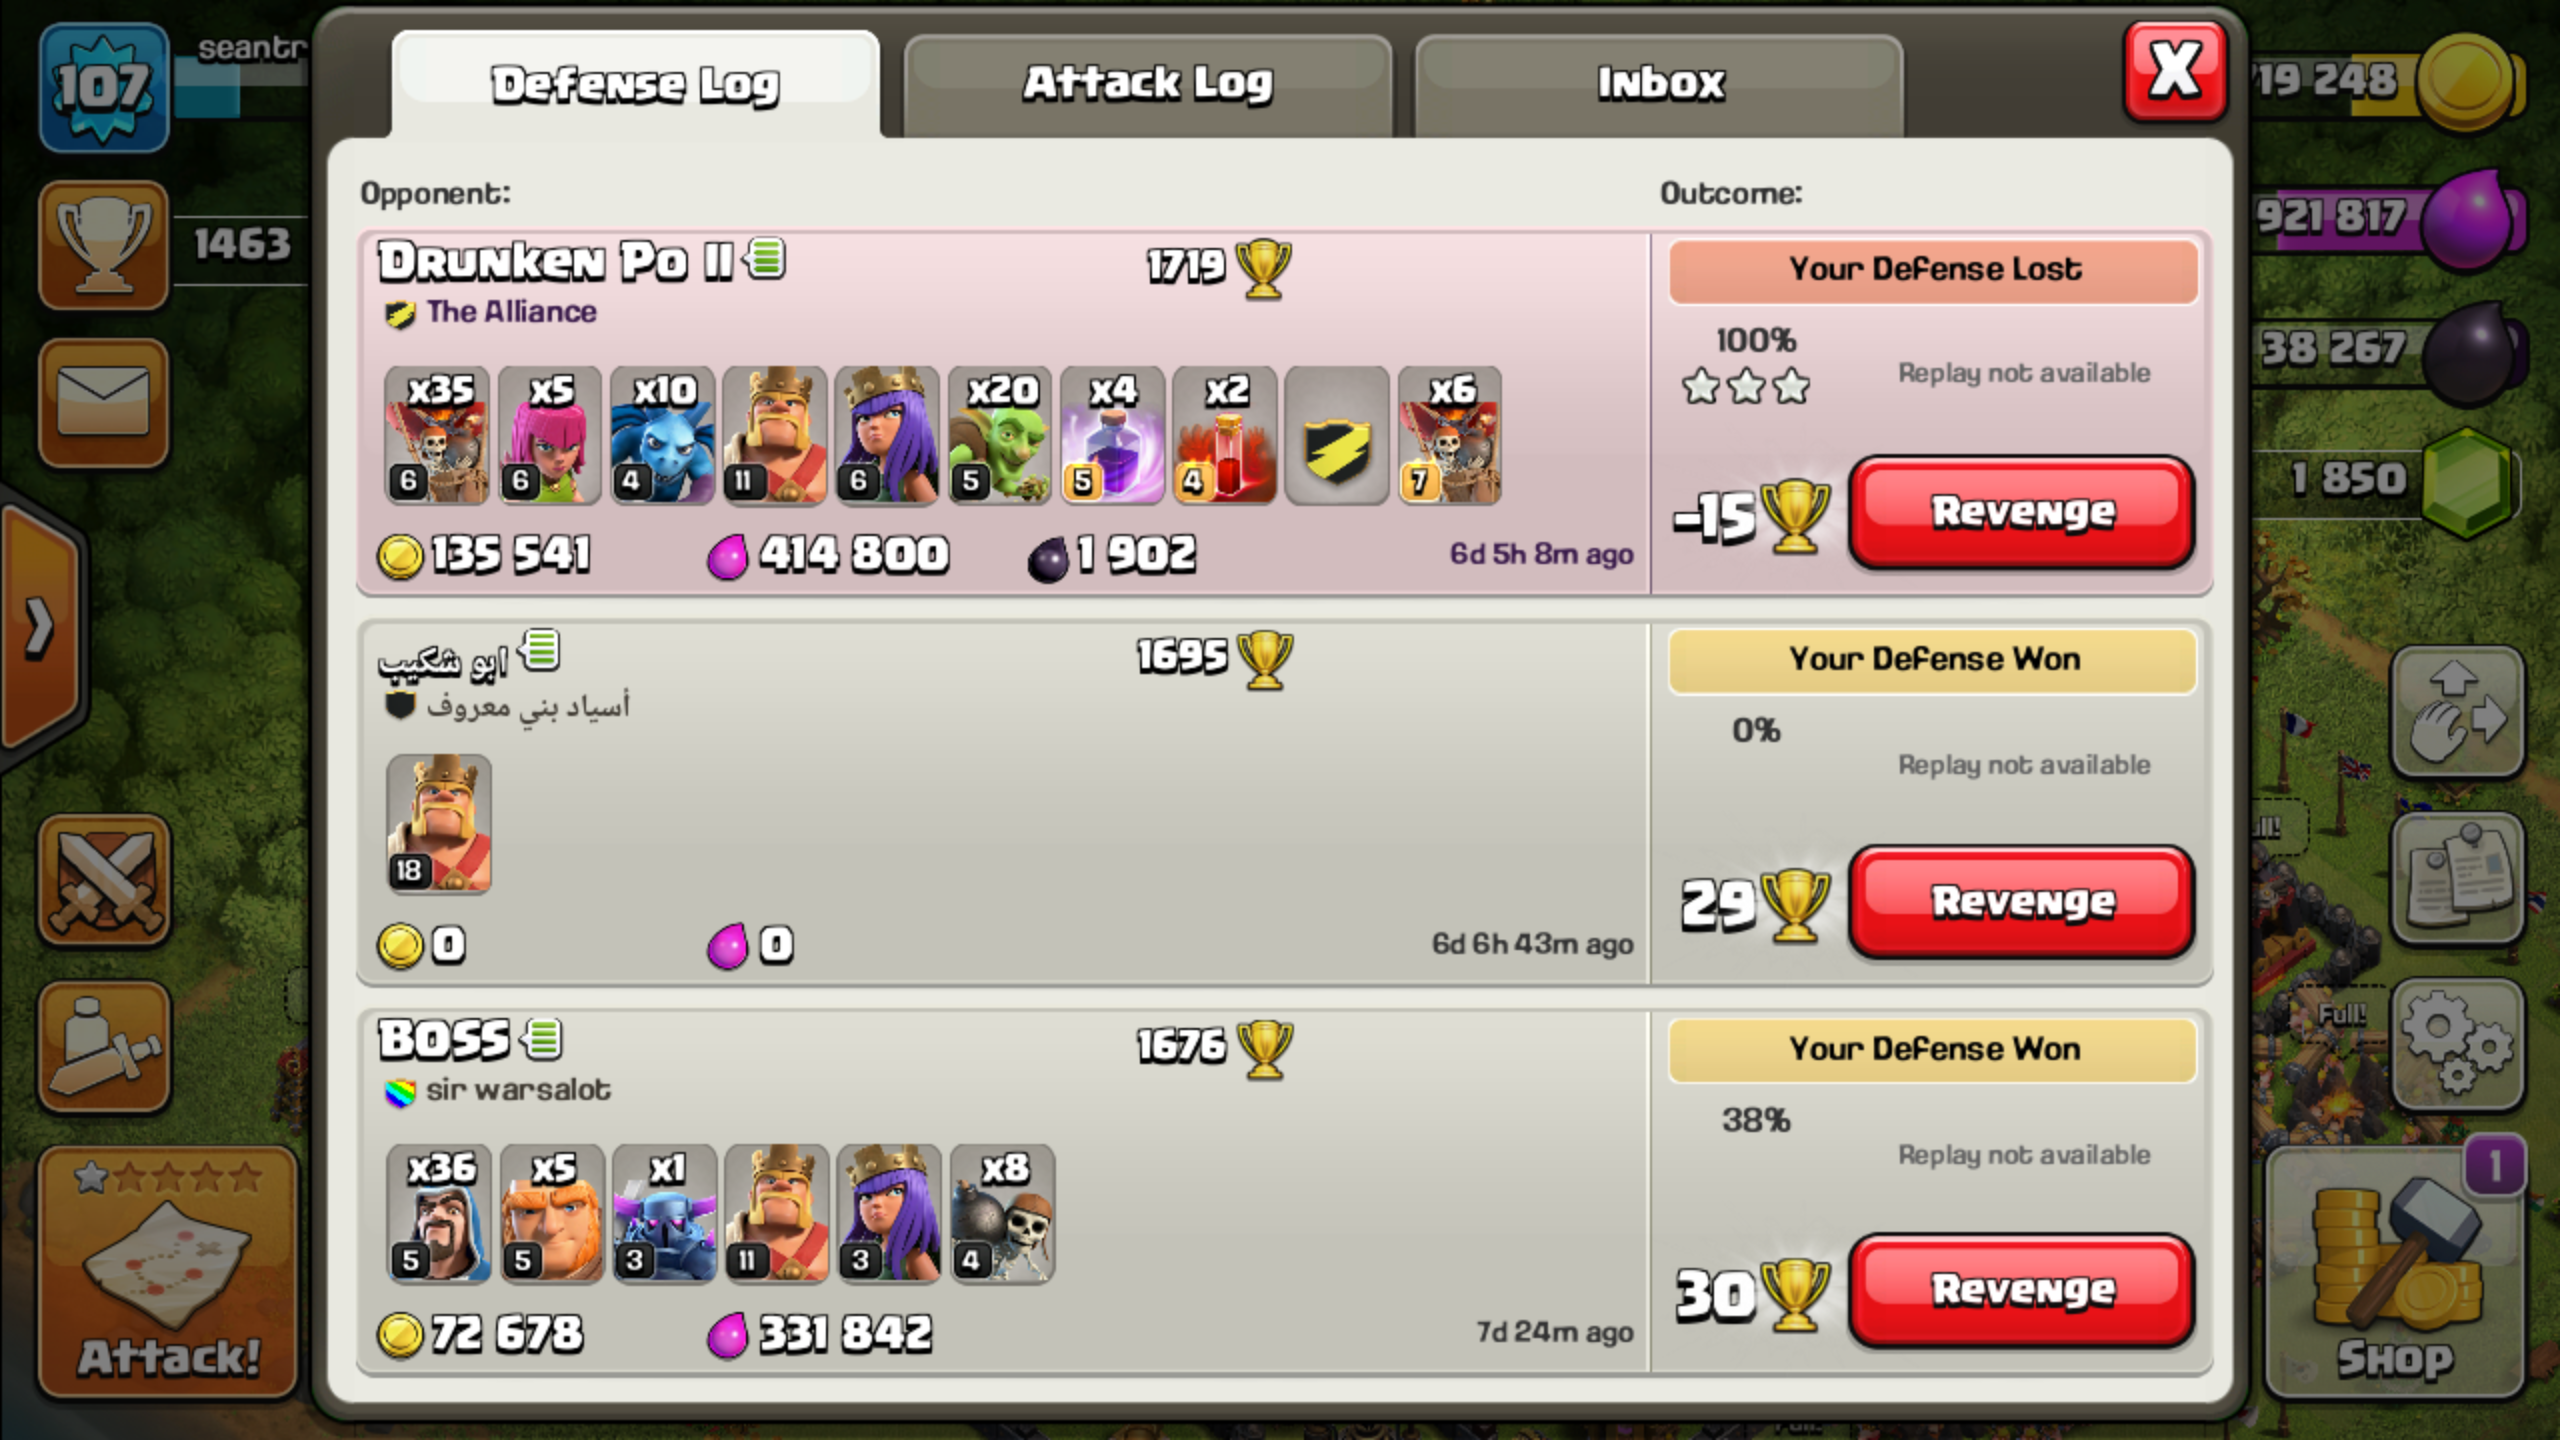 107
seantr
Defense Log
Attack Log
Inbox
X
19 248
1463
921 817
38 267
1 850
Opponent:
Outcome:
Drunken Po II
1719
The Alliance
x35 x5 x10 x20 x4 x2 x6
6 6 4 11 6 5 5 4 7
135 541
414 800
1 902
6d 5h 8m ago
Your Defense Lost
100%
Replay not available
-15
Revenge
ابو شكيب
1695
أسياد بني معروف
18
0
0
6d 6h 43m ago
Your Defense Won
0%
Replay not available
29
Revenge
BOSS
1676
sir warsalot
x36 x5 x1 x8
5 5 3 11 3 4
72 678
331 842
7d 24m ago
Your Defense Won
38%
Replay not available
30
Revenge
Attack!
Full!
1
Shop